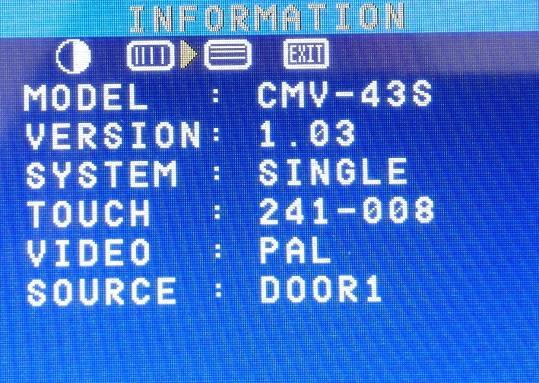 INFORMATION
EXIT
MODEL : CMV-43S
VERSION: 1.03
SYSTEM : SINGLE
TOUCH : 241-008
VIDEO : PAL
SOURCE : DOOR1